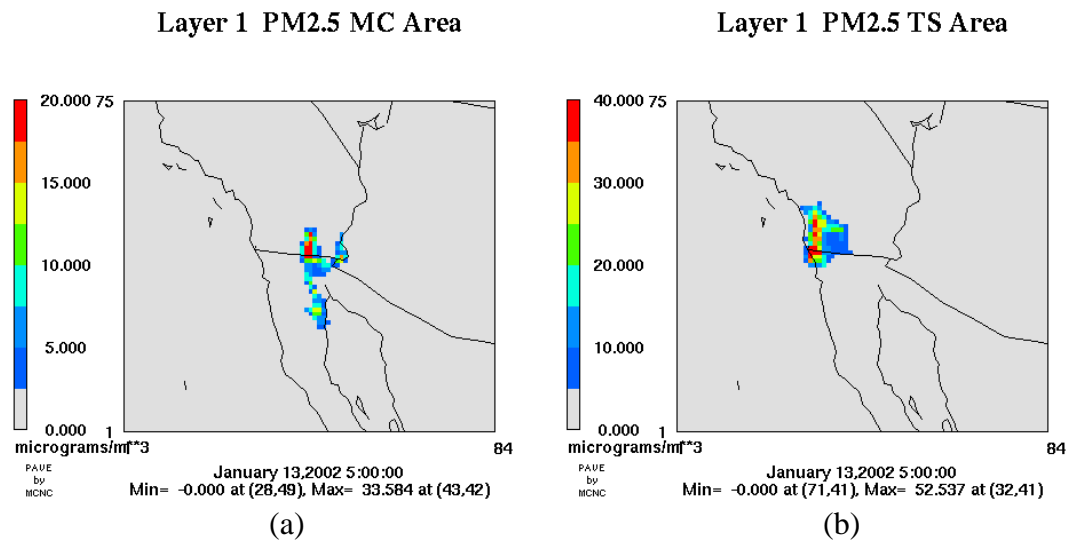 Layer 1 PM2.5 MC Area
20.000
75
15.000
10.000
5.000
0.000
1
84
micrograms/m**3
PAVE
by
MCNC
January 13,2002 5:00:00
Min= -0.000 at (28,49), Max= 33.584 at (43,42)
(a)
Layer 1 PM2.5 TS Area
40.000
75
30.000
20.000
10.000
0.000
1
84
micrograms/m**3
PAVE
by
MCNC
January 13,2002 5:00:00
Min= -0.000 at (71,41), Max= 52.537 at (32,41)
(b)